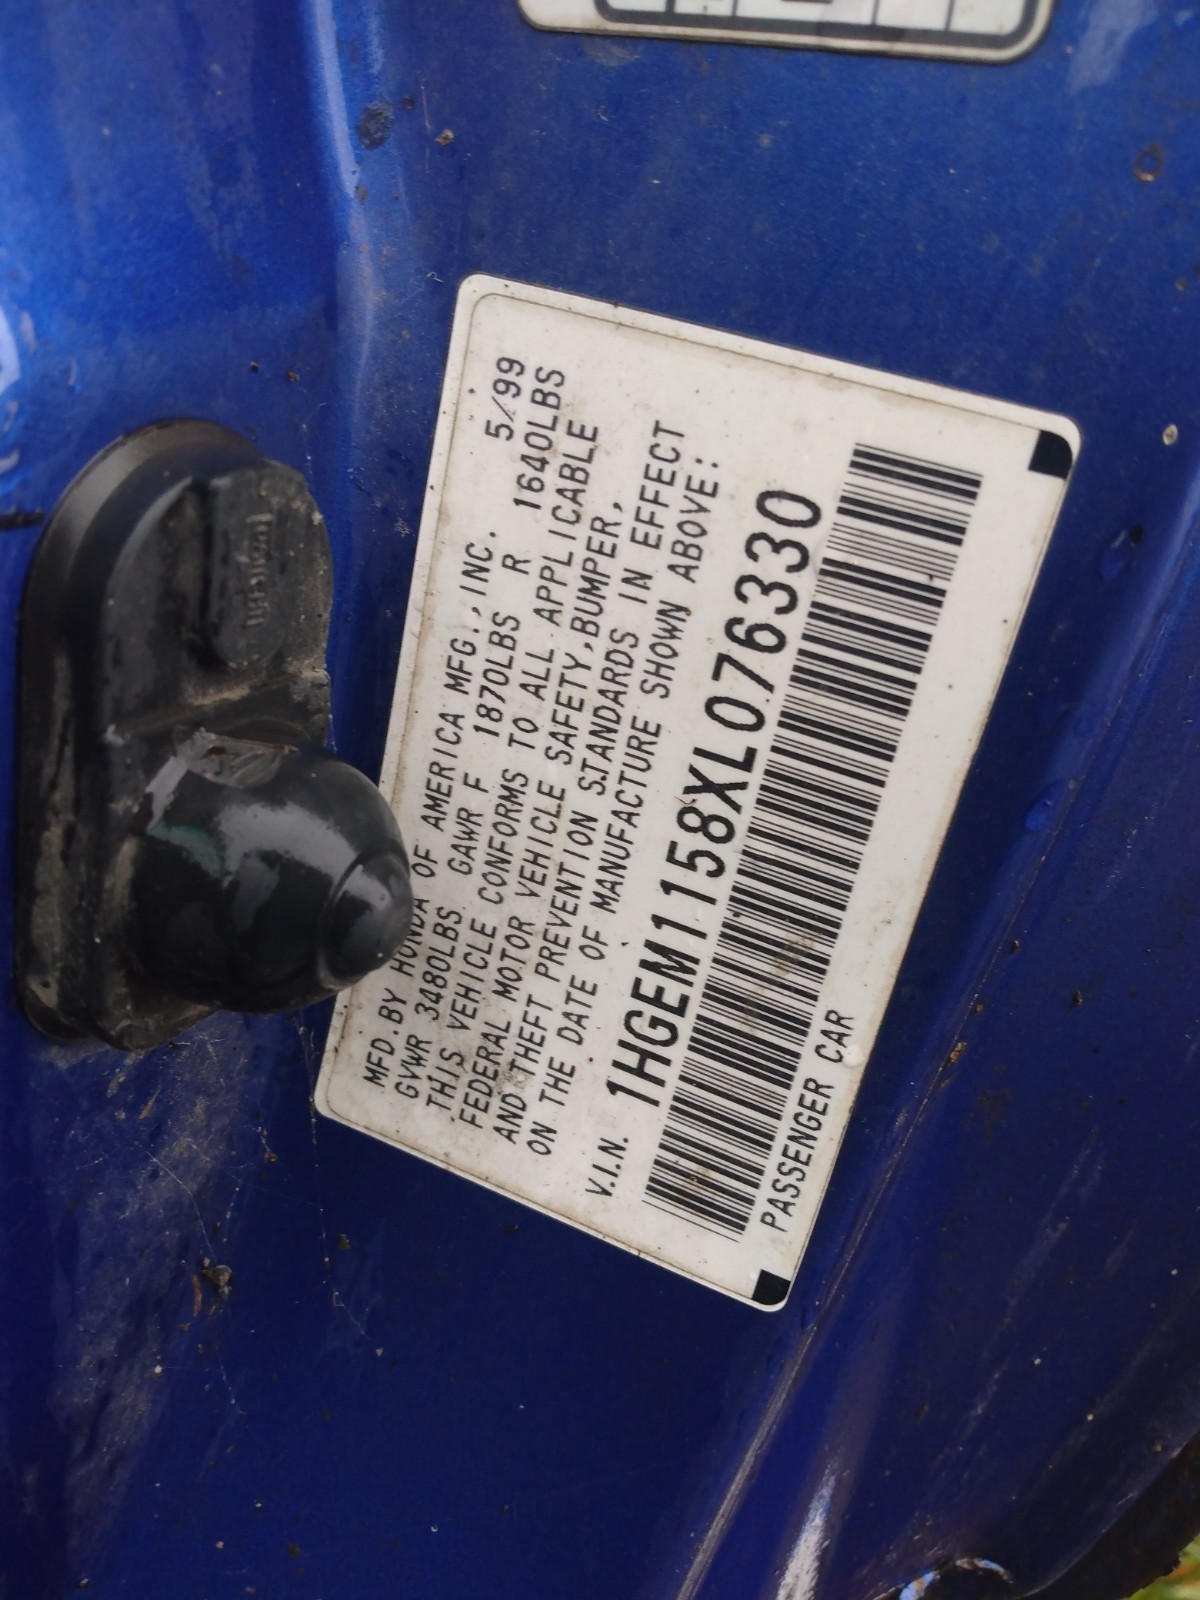 MFD. BY HONDA OF AMERICA MFG., INC. 5/99
GVWR 3480LBS GAWR F 1870LBS R 1640LBS
THIS VEHICLE CONFORMS TO ALL APPLICABLE
FEDERAL MOTOR VEHICLE SAFETY, BUMPER,
AND THEFT PREVENTION STANDARDS IN EFFECT
ON THE DATE OF MANUFACTURE SHOWN ABOVE:
V.I.N. 1HGEM1158XL076330
PASSENGER CAR